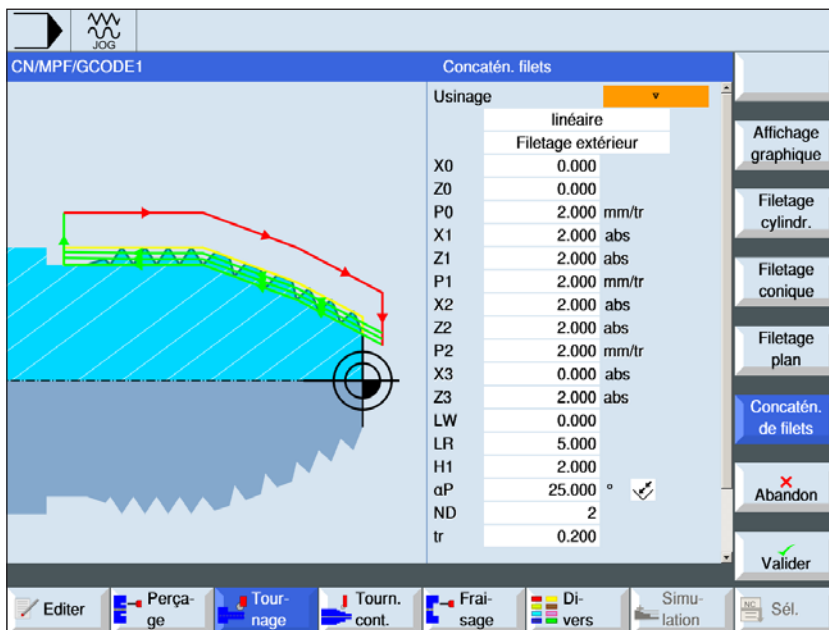 JOG
CN/MPF/GCODE1
Concatén. filets
Usinage
linéaire
Filetage extérieur
X0 0.000
Z0 0.000
P0 2.000 mm/tr
X1 2.000 abs
Z1 2.000 abs
P1 2.000 mm/tr
X2 2.000 abs
Z2 2.000 abs
P2 2.000 mm/tr
X3 0.000 abs
Z3 2.000 abs
LW 0.000
LR 5.000
H1 2.000
αP 25.000 °
ND 2
tr 0.200
Affichage
graphique
Filetage
cylindr.
Filetage
conique
Filetage
plan
Concatén.
de filets
Abandon
Valider
Editer
Perça-
ge
Tour-
nage
Tourn.
cont.
Frai-
sage
Di-
vers
Simu-
lation
NC
Sél.